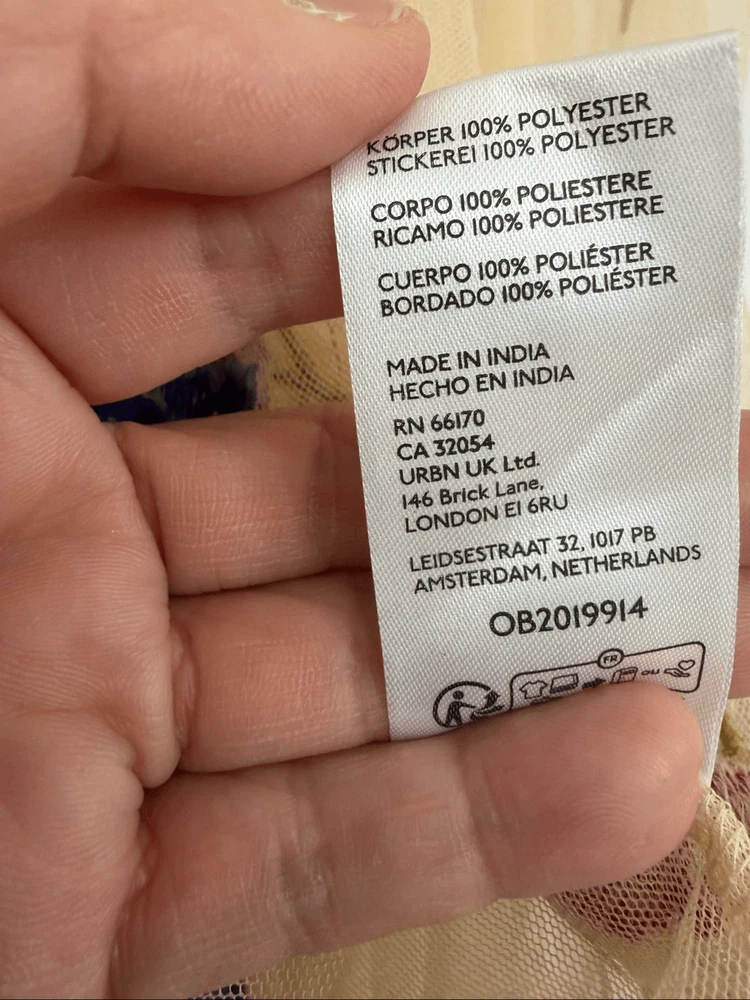 KÖRPER 100% POLYESTER
STICKEREI 100% POLYESTER
CORPO 100% POLIESTERE
RICAMO 100% POLIESTERE
CUERPO 100% POLIÉSTER
BORDADO 100% POLIÉSTER
MADE IN INDIA
HECHO EN INDIA
RN 66170
CA 32054
URBN UK Ltd.
146 Brick Lane,
LONDON E1 6RU
LEIDSESTRAAT 32, 1017 PB
AMSTERDAM, NETHERLANDS
OB2019914
FR
OU